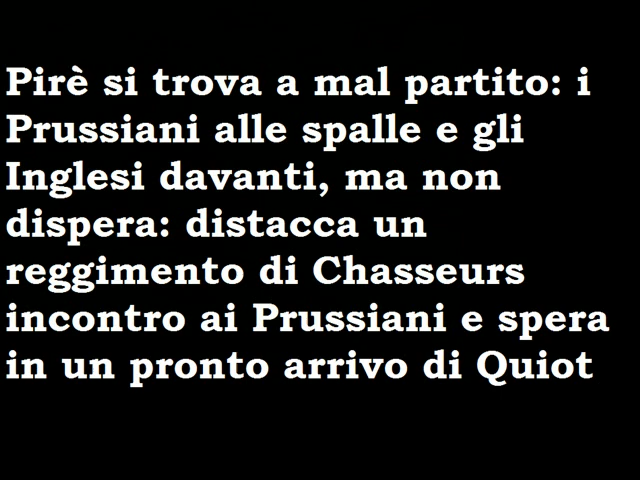 Pirè si trova a mal partito: i
Prussiani alle spalle e gli
Inglesi davanti, ma non
dispera: distacca un
reggimento di Chasseurs
incontro ai Prussiani e spera
in un pronto arrivo di Quiot